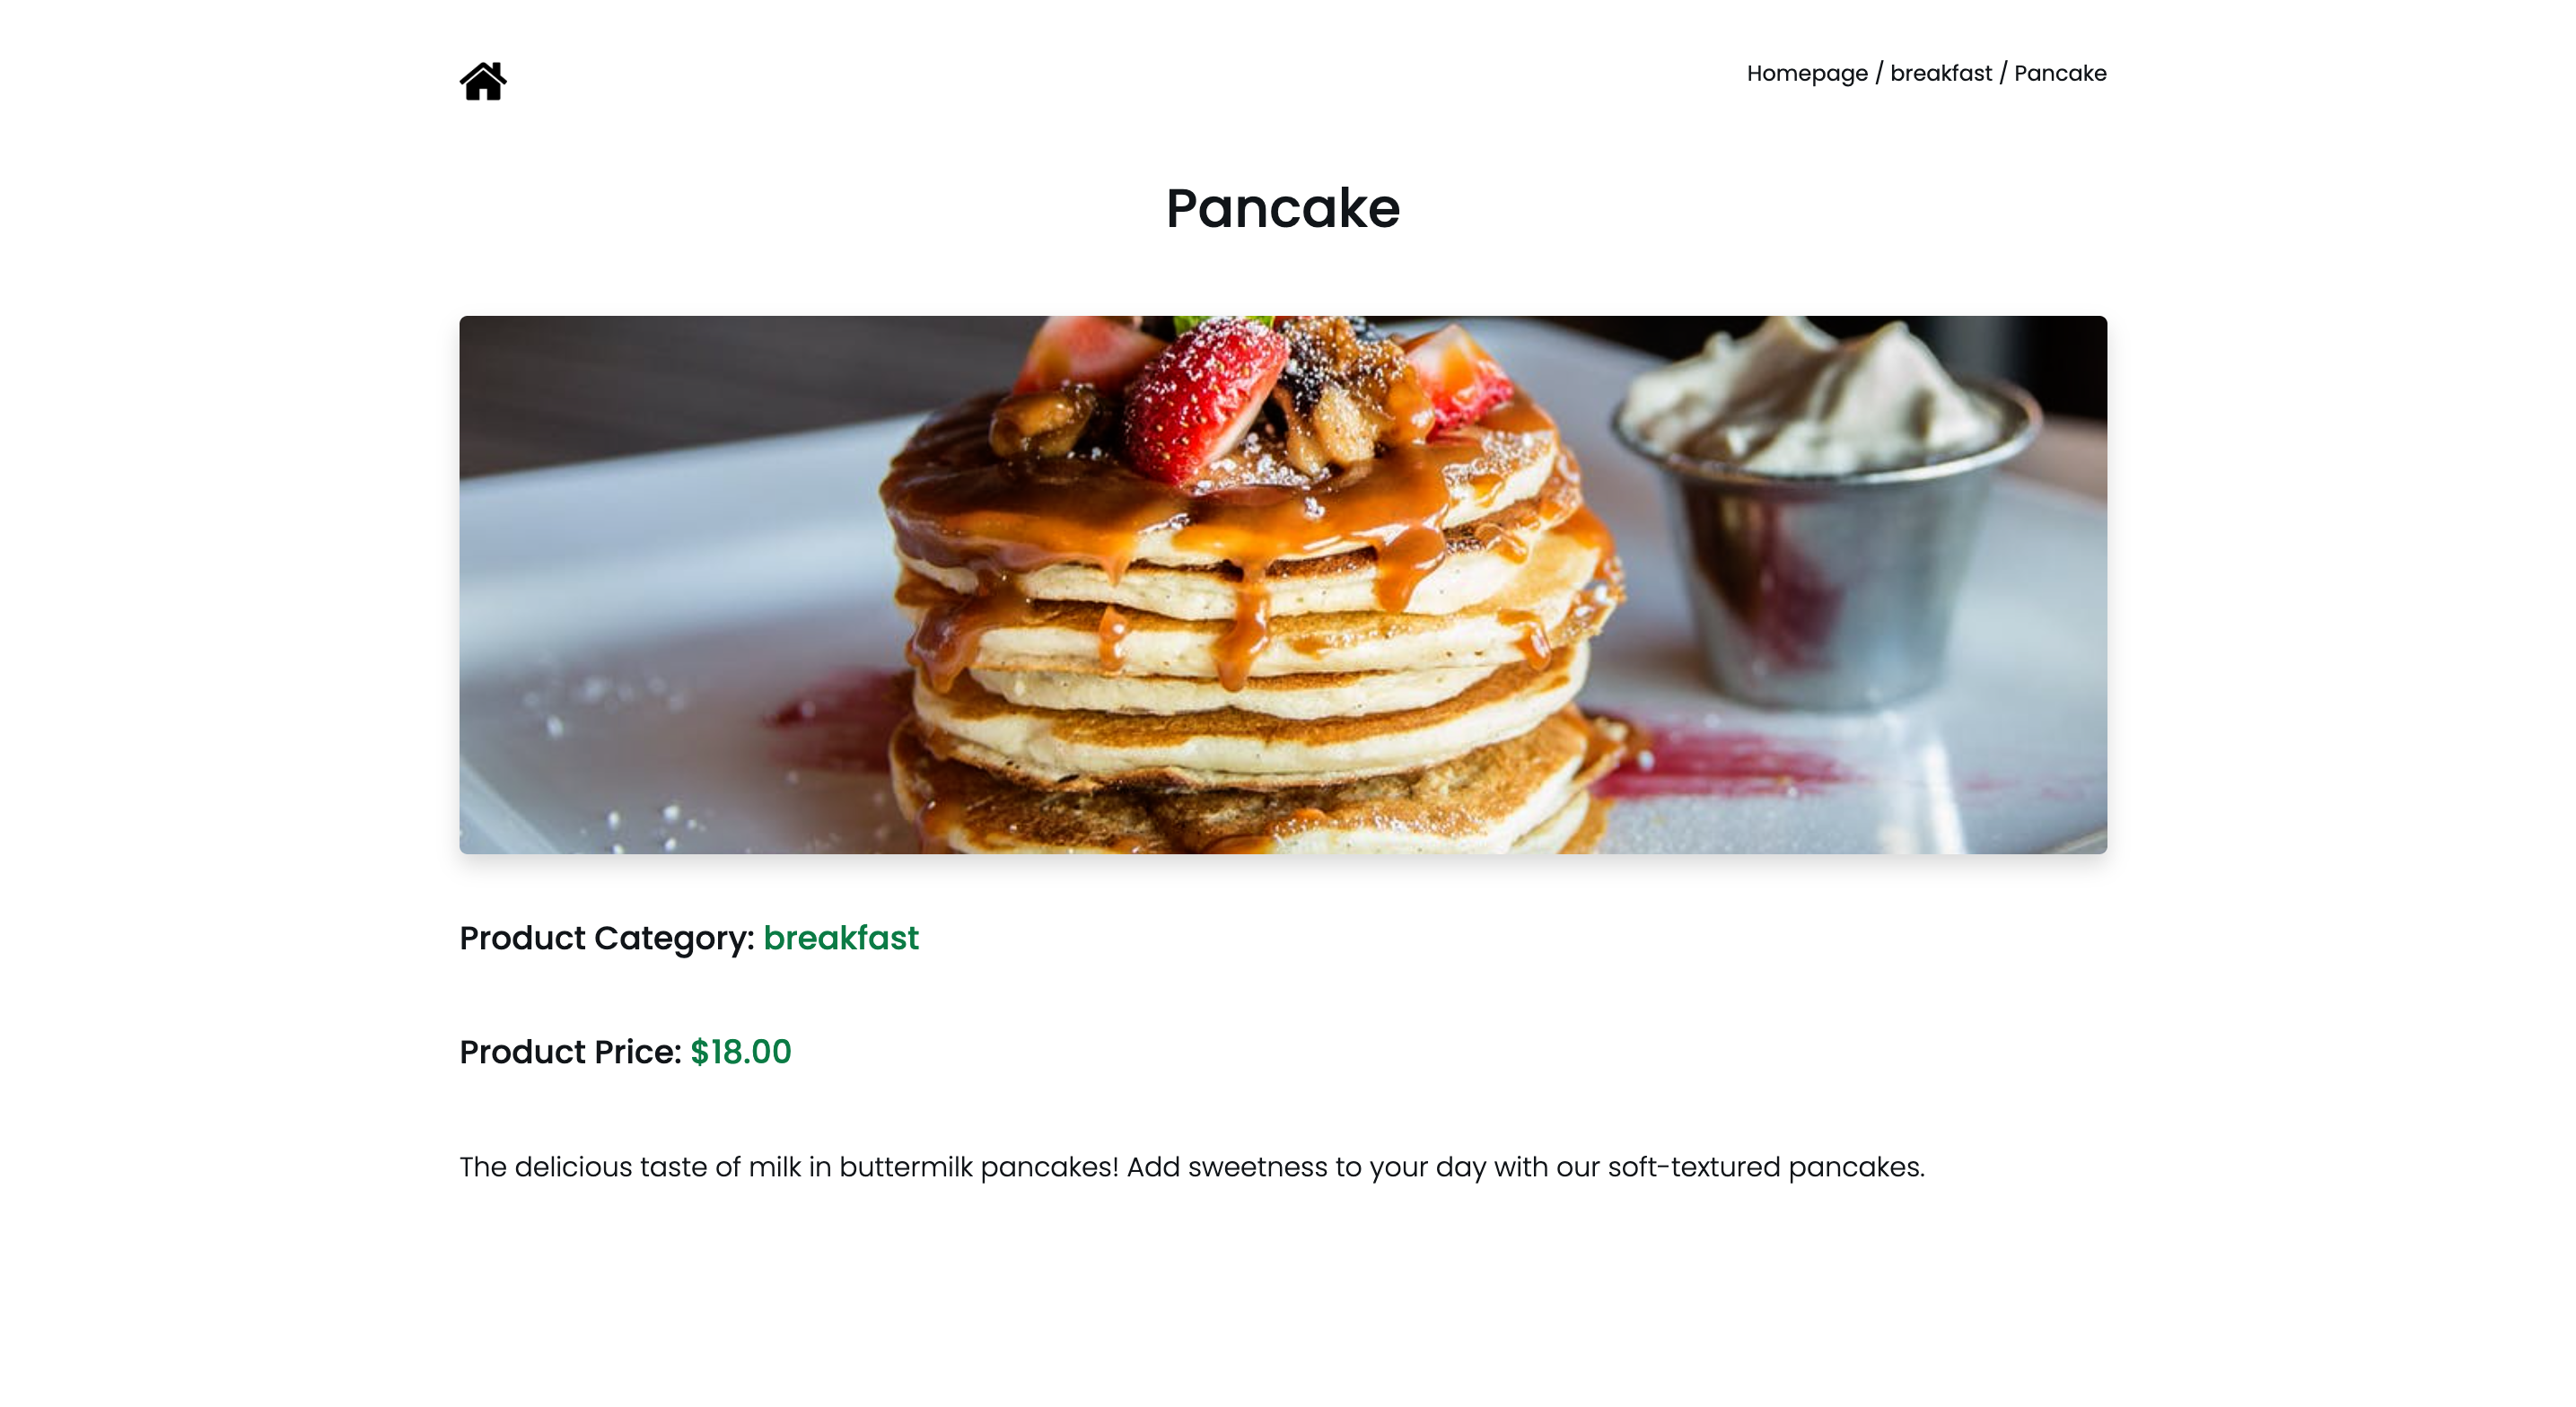 Homepage / breakfast / Pancake
Pancake
Product Category: breakfast
Product Price: $18.00
The delicious taste of milk in buttermilk pancakes! Add sweetness to your day with our soft-textured pancakes.